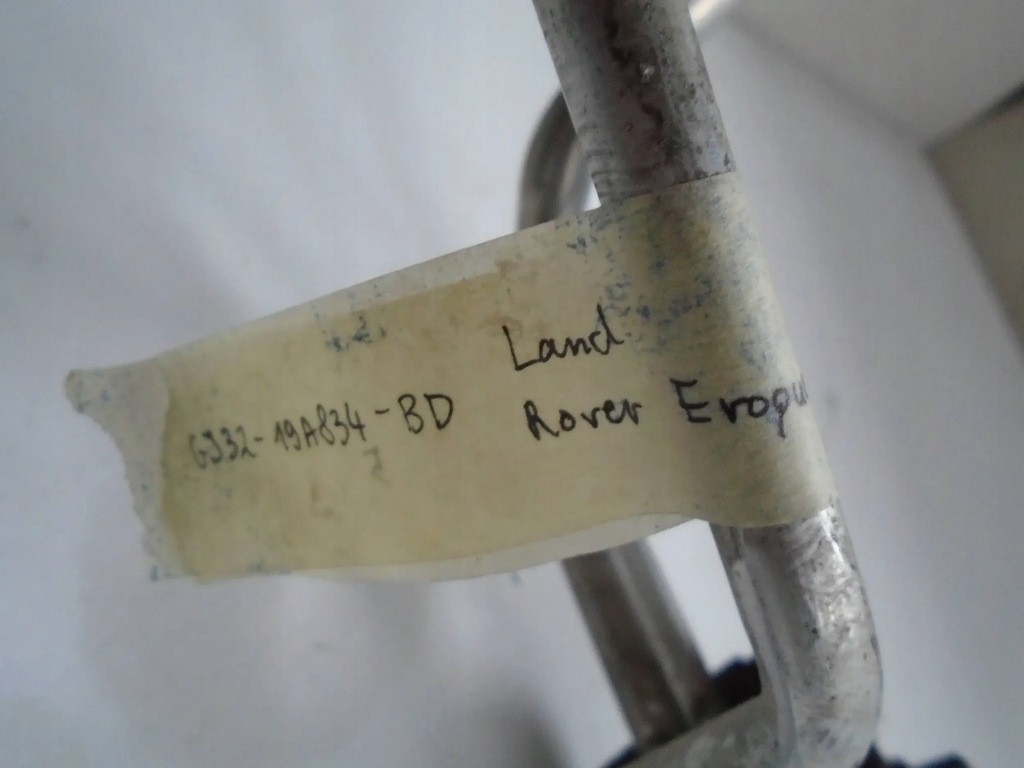 GJ32-19A834-BD
Land
Rover Evoqu